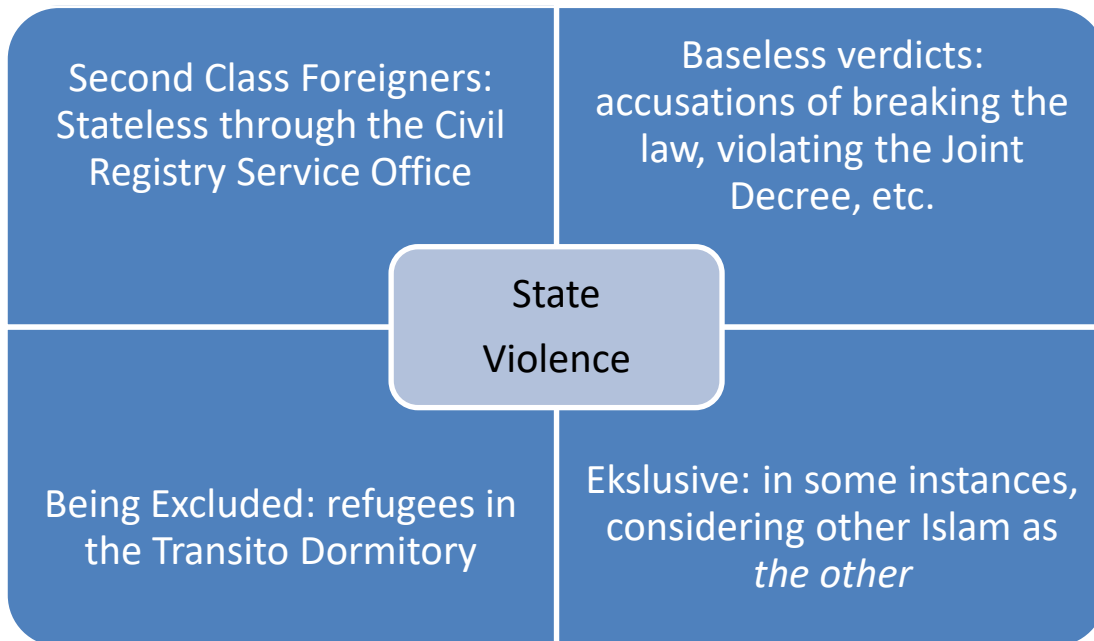 Second Class Foreigners:
Stateless through the Civil
Registry Service Office
Baseless verdicts:
accusations of breaking the
law, violating the Joint
Decree, etc.
State
Violence
Being Excluded: refugees in
the Transito Dormitory
Ekslusive: in some instances,
considering other Islam as
the other